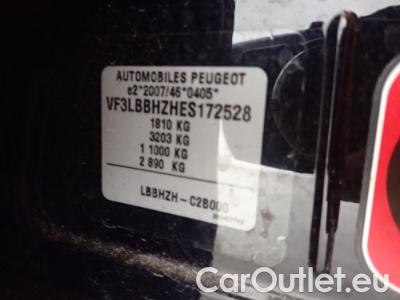 AUTOMOBILES PEUGEOT
e2*2007/46*0405*
VF3LBBHZHES172528
1810 KG
3203 KG
1 1000 KG
2 890 KG
LBBHZH-C2B000
CarOutlet.eu